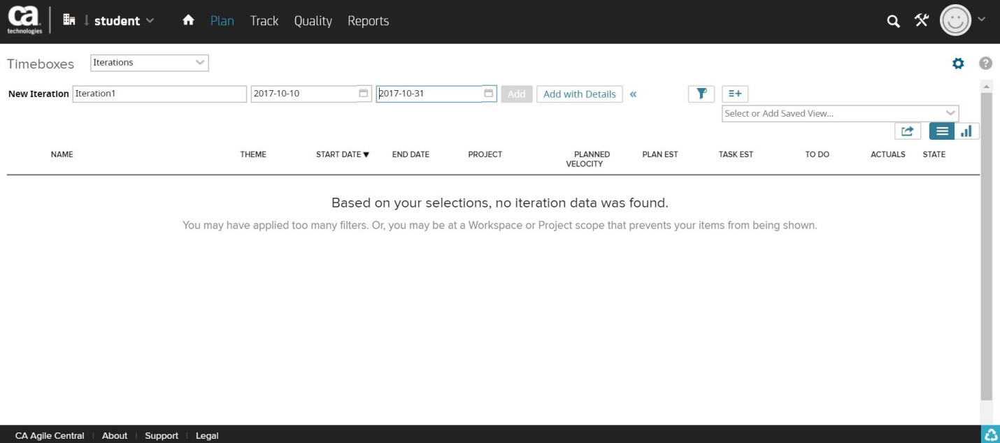 ca technologies student Plan Track Quality Reports
Timeboxes Iterations
New Iteration Iteration1 2017-10-10 2017-10-31 Add Add with Details «
Select or Add Saved View...
NAME THEME START DATE ▼ END DATE PROJECT PLANNED VELOCITY PLAN EST TASK EST TO DO ACTUALS STATE
Based on your selections, no iteration data was found.
You may have applied too many filters. Or, you may be at a Workspace or Project scope that prevents your items from being shown.
CA Agile Central About Support Legal